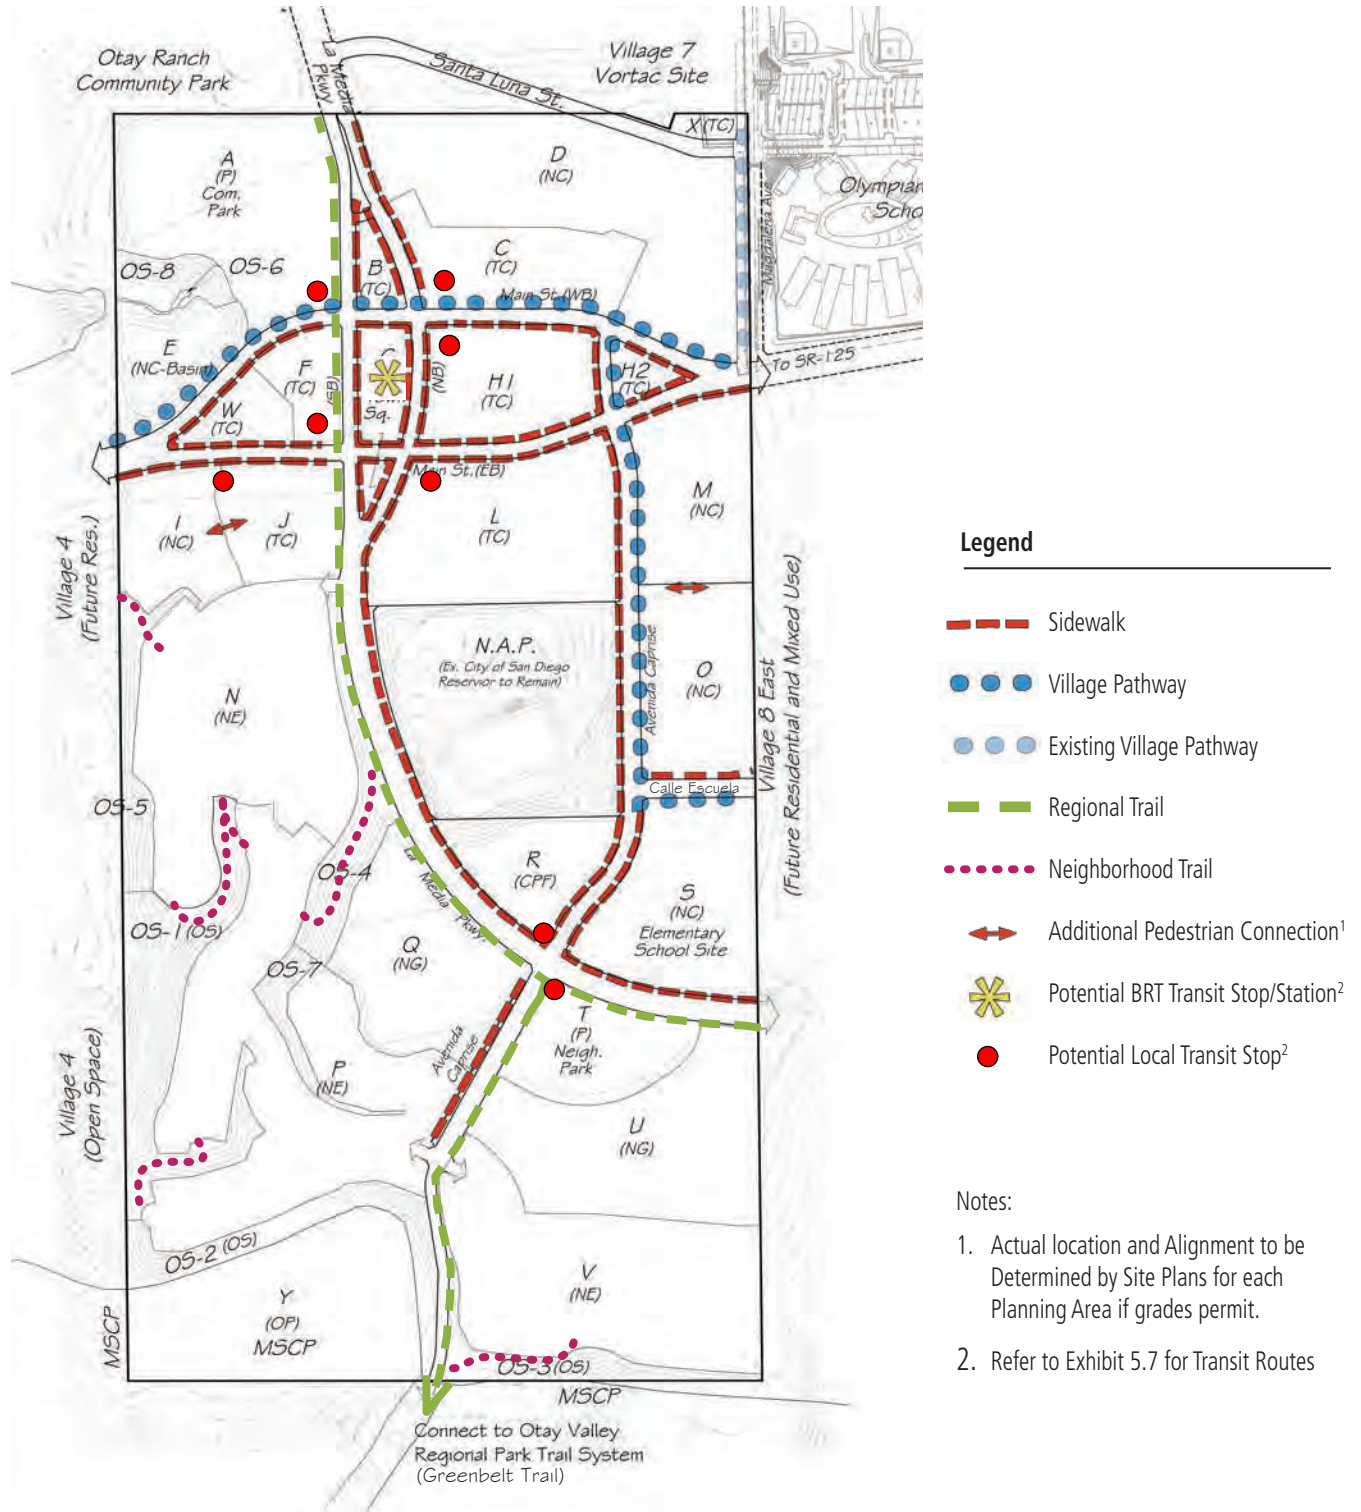 Otay Ranch
Community Park
La Media
Pkwy
Santa Luna St.
Village 7
Vortac Site
X (TC)
A
(P)
Com.
Park
D
(NC)
Magdalena Ave
Olympian
Scho
OS-8
OS-6
B
(TC)
C
(TC)
Main St.(WB)
E
(NC-Basin)
F
(TC)
(SB)
(NB)
H1
(TC)
H2
(TC)
To SR-125
W
(TC)
Sq.
Main St.(EB)
I
(NC)
J
(TC)
L
(TC)
M
(NC)
Village 4
(Future Res.)
N.A.P.
(Ex. City of San Diego
Reservior to Remain)
Avenida Caprise
O
(NC)
Village 8 East
(Future Residential and Mixed Use)
N
(NE)
Calle Escuela
OS-5
OS-4
La Media Pkwy.
R
(CPF)
S
(NC)
Elementary
School Site
OS-1 (OS)
OS-7
Q
(NG)
T
(P)
Neigh.
Park
Avenida
Caprise
P
(NE)
Village 4
(Open Space)
U
(NG)
OS-2 (OS)
V
(NE)
Y
(OP)
MSCP
MSCP
OS-3 (OS)
MSCP
Connect to Otay Valley
Regional Park Trail System
(Greenbelt Trail)
Legend
Sidewalk
Village Pathway
Existing Village Pathway
Regional Trail
Neighborhood Trail
Additional Pedestrian Connection1
Potential BRT Transit Stop/Station2
Potential Local Transit Stop2
Notes:
1. Actual location and Alignment to be
Determined by Site Plans for each
Planning Area if grades permit.
2. Refer to Exhibit 5.7 for Transit Routes